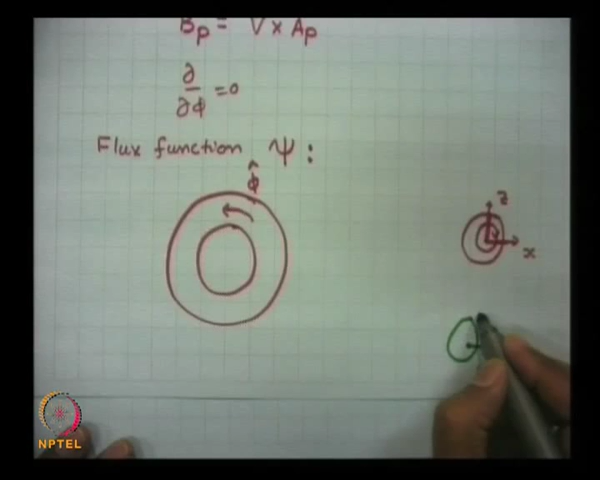 Bp = ∇ × Ap
∂/∂ϕ = 0
Flux function Ψ :
ϕ̂
z
x
NPTEL